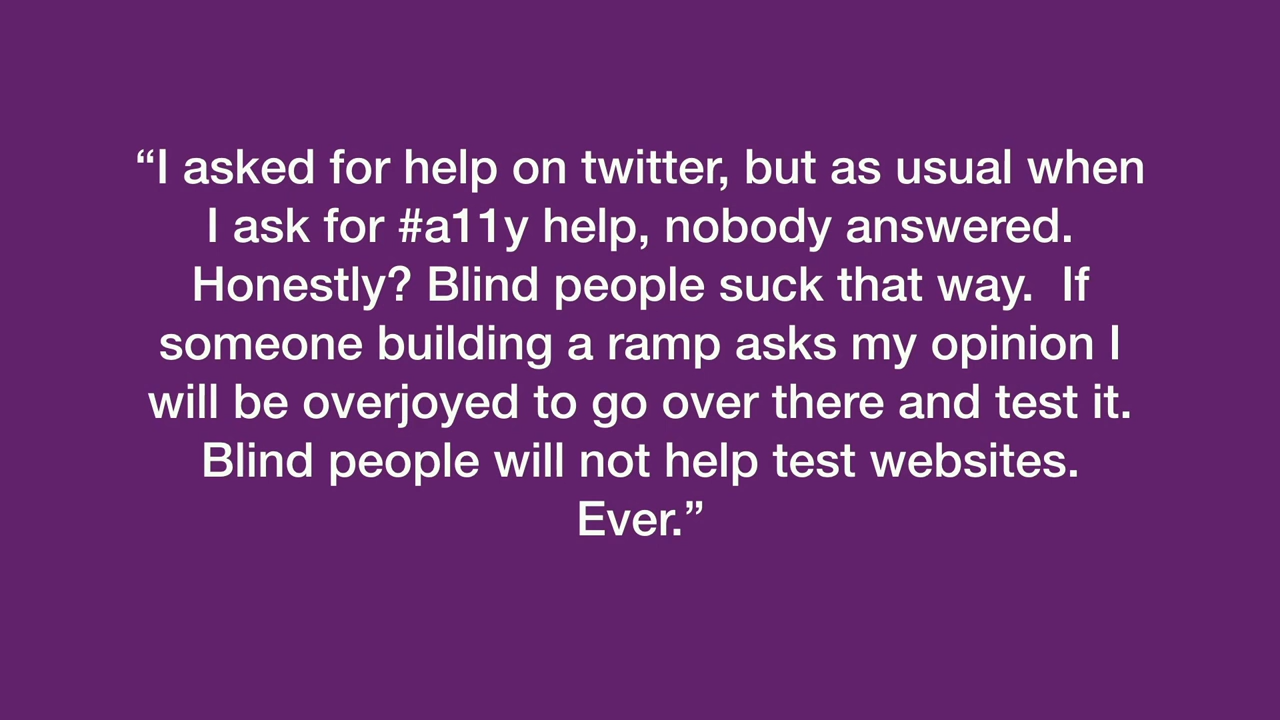 “I asked for help on twitter, but as usual when
I ask for #a11y help, nobody answered.
Honestly? Blind people suck that way.  If
someone building a ramp asks my opinion I
will be overjoyed to go over there and test it.
Blind people will not help test websites.
Ever.”